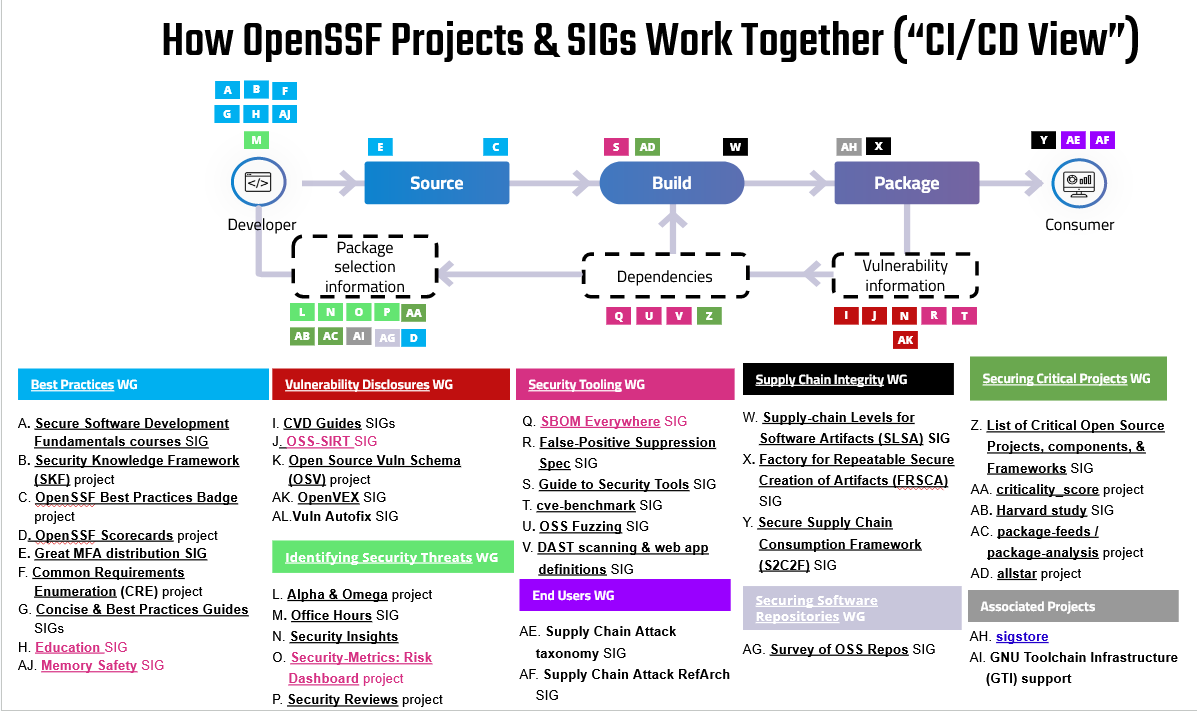 How OpenSSF Projects & SIGs Work Together (“CI/CD View”)
A B F
G H AJ
M
E C
S AD W
AH X
Y AE AF
Source
Build
Package
Developer
Consumer
Package
selection
information
Dependencies
Vulnerability
information
L N O P AA
AB AC AI AG D
Q U V Z
I J N R T
AK
Best Practices WG
A. Secure Software Development
Fundamentals courses SIG
B. Security Knowledge Framework
(SKF) project
C. OpenSSF Best Practices Badge
project
D. OpenSSF Scorecards project
E. Great MFA distribution SIG
F. Common Requirements
Enumeration (CRE) project
G. Concise & Best Practices Guides
SIGs
H. Education SIG
AJ. Memory Safety SIG
Vulnerability Disclosures WG
I. CVD Guides SIGs
J. OSS-SIRT SIG
K. Open Source Vuln Schema
(OSV) project
AK. OpenVEX SIG
AL.Vuln Autofix SIG
Identifying Security Threats WG
L. Alpha & Omega project
M. Office Hours SIG
N. Security Insights
O. Security-Metrics: Risk
Dashboard project
P. Security Reviews project
Security Tooling WG
Q. SBOM Everywhere SIG
R. False-Positive Suppression
Spec SIG
S. Guide to Security Tools SIG
T. cve-benchmark SIG
U. OSS Fuzzing SIG
V. DAST scanning & web app
definitions SIG
End Users WG
AE. Supply Chain Attack
taxonomy SIG
AF. Supply Chain Attack RefArch
SIG
Supply Chain Integrity WG
W. Supply-chain Levels for
Software Artifacts (SLSA) SIG
X. Factory for Repeatable Secure
Creation of Artifacts (FRSCA)
SIG
Y. Secure Supply Chain
Consumption Framework
(S2C2F) SIG
Securing Software
Repositories WG
AG. Survey of OSS Repos SIG
Securing Critical Projects WG
Z. List of Critical Open Source
Projects, components, &
Frameworks SIG
AA. criticality_score project
AB. Harvard study SIG
AC. package-feeds /
package-analysis project
AD. allstar project
Associated Projects
AH. sigstore
AI. GNU Toolchain Infrastructure
(GTI) support